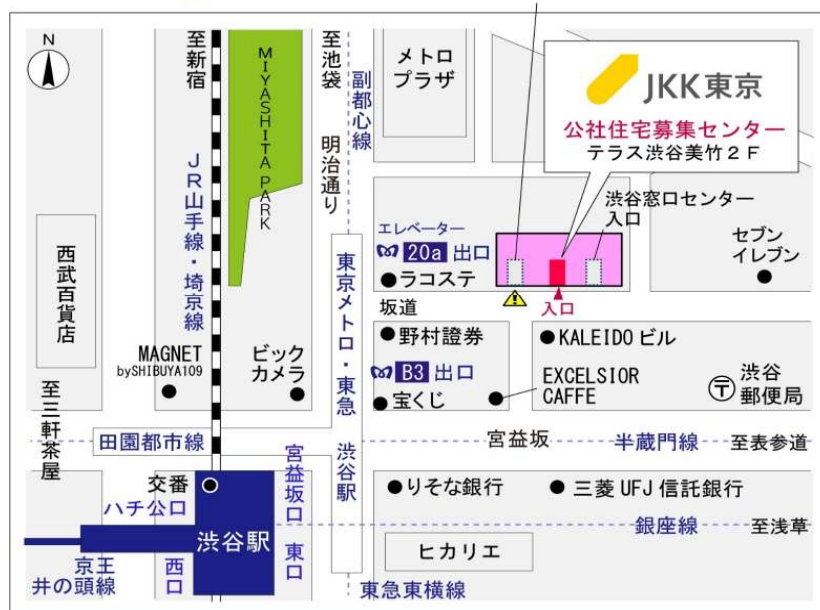 N
至新宿
MIYASHITA PARK
至池袋
副都心線
明治通り
メトロ
プラザ
JKK東京
公社住宅募集センター
テラス渋谷美竹2F
JR山手線・埼京線
西武百貨店
エレベーター
20a 出口
ラコステ
渋谷窓口センター
入口
セブン
イレブン
入口
坂道
東京メトロ・東急 渋谷駅
野村證券
KALEIDO ビル
MAGNET
bySHIBUYA109
ビック
カメラ
B3 出口
宝くじ
EXCELSIOR
CAFFE
渋谷
郵便局
至三軒茶屋
田園都市線
宮益坂
半蔵門線
至表参道
交番
ハチ公口
宮益坂口
りそな銀行
三菱UFJ信託銀行
渋谷駅
銀座線
至浅草
京王
井の頭線
西口
東口
ヒカリエ
東急東横線